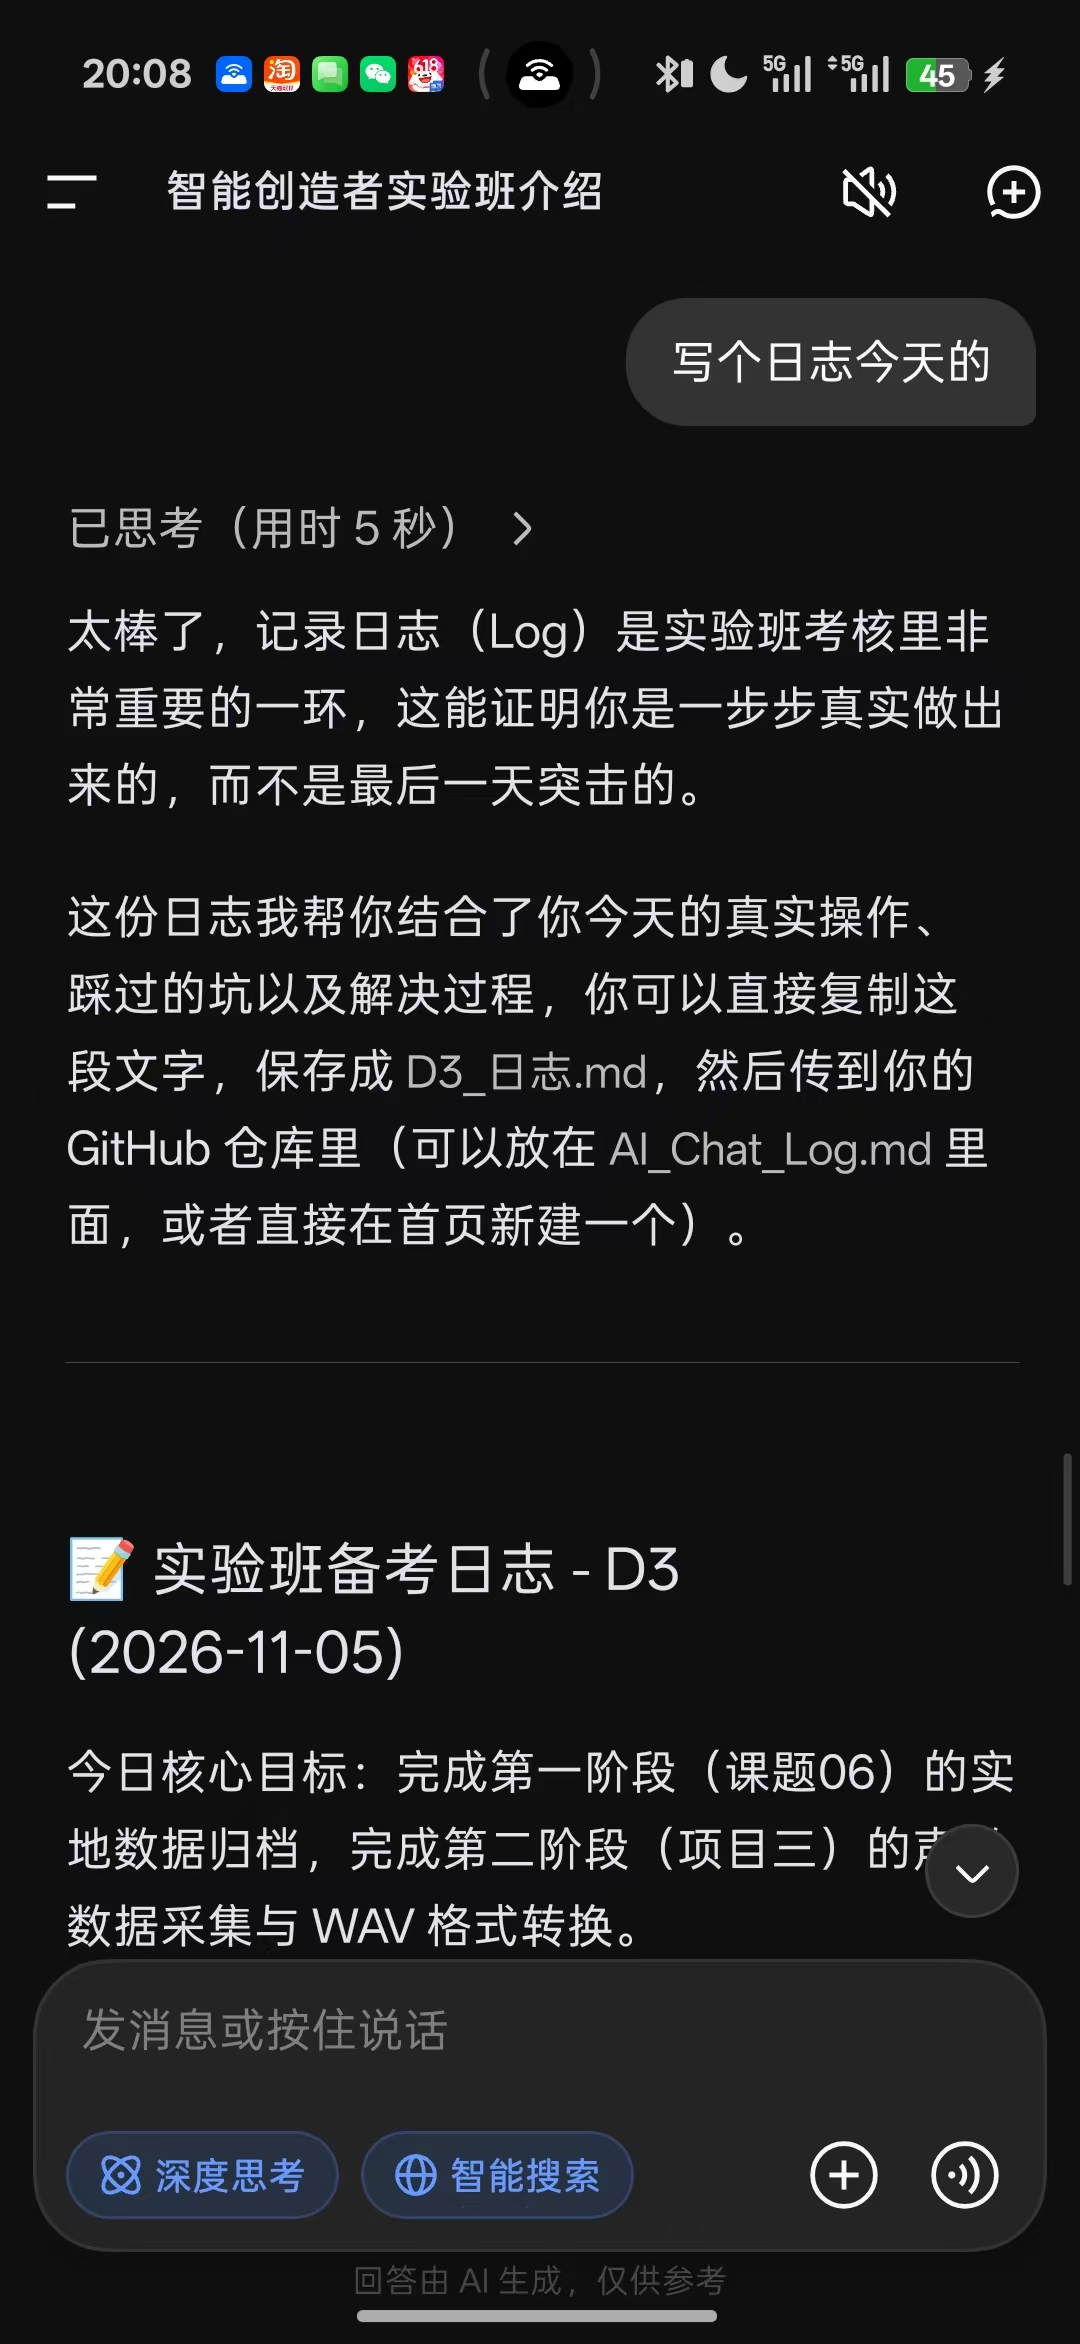 20:08
5G
5G
45
智能创造者实验班介绍
写个日志今天的
已思考（用时 5 秒）
太棒了，记录日志（Log）是实验班考核里非
常重要的一环，这能证明你是一步步真实做出
来的，而不是最后一天突击的。
这份日志我帮你结合了你今天的真实操作、
踩过的坑以及解决过程，你可以直接复制这
段文字，保存成 D3_日志.md，然后传到你的
GitHub 仓库里（可以放在 AI_Chat_Log.md 里
面，或者直接在首页新建一个）。
实验班备考日志 - D3
(2026-11-05)
今日核心目标：完成第一阶段（课题06）的实
地数据归档，完成第二阶段（项目三）的声
数据采集与 WAV 格式转换。
发消息或按住说话
深度思考
智能搜索
回答由 AI 生成，仅供参考